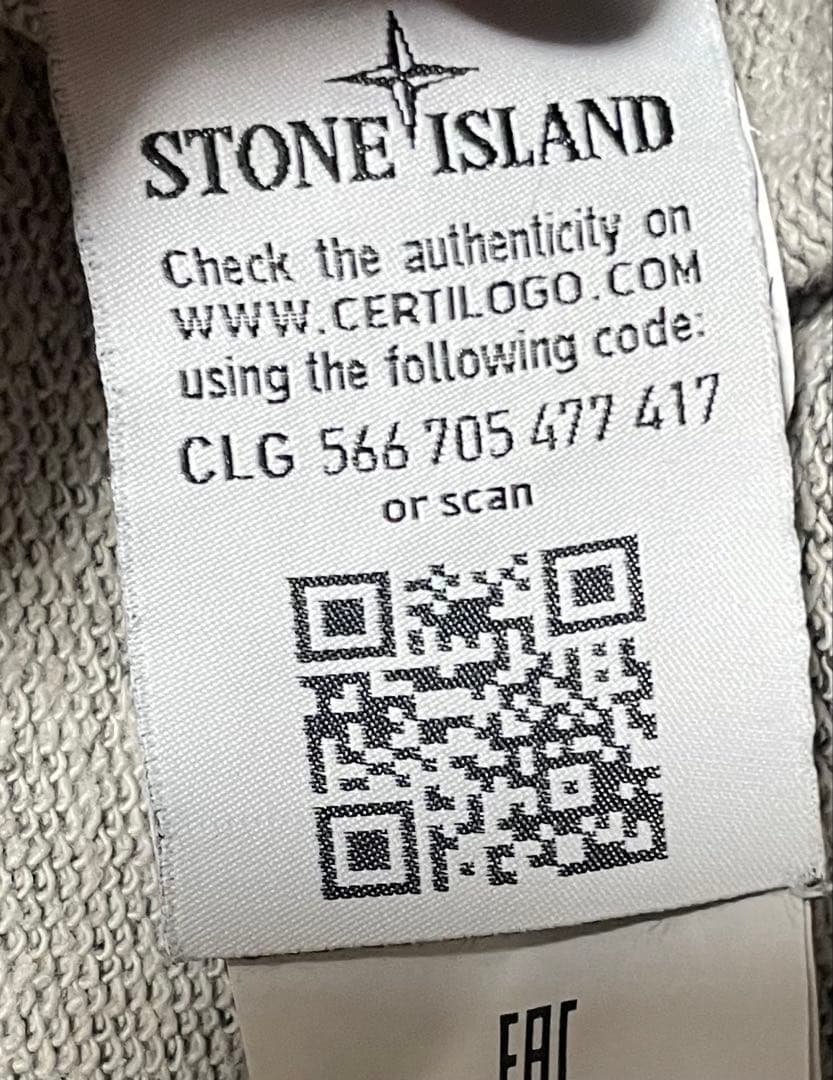 STONE ISLAND
Check the authenticity on
WWW.CERTILOGO.COM
using the following code:
CLG 566 705 477 417
or scan
EAC